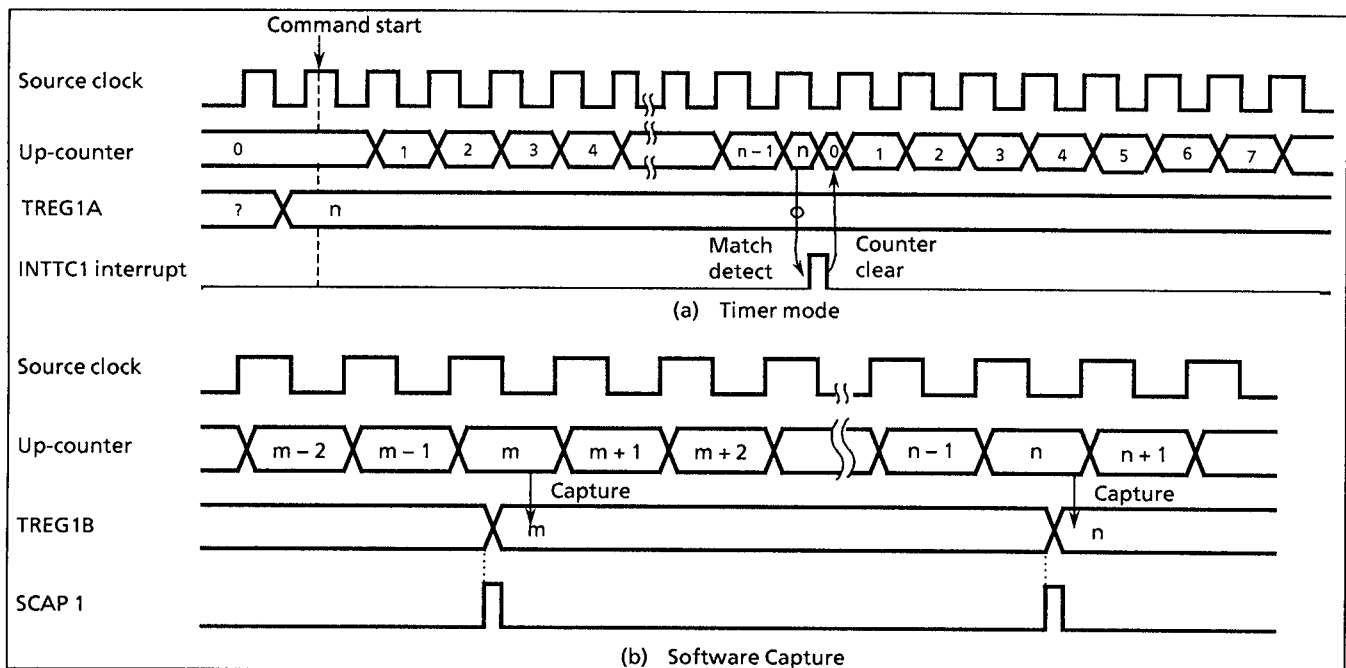 Command start
Source clock
Up-counter
0 1 2 3 4 n – 1 n 0 1 2 3 4 5 6 7
TREG1A
? n
Match detect
Counter clear
INTTC1 interrupt
(a) Timer mode
Source clock
Up-counter
m – 2 m – 1 m m + 1 m + 2 n – 1 n n + 1
Capture
Capture
TREG1B
m n
SCAP 1
(b) Software Capture